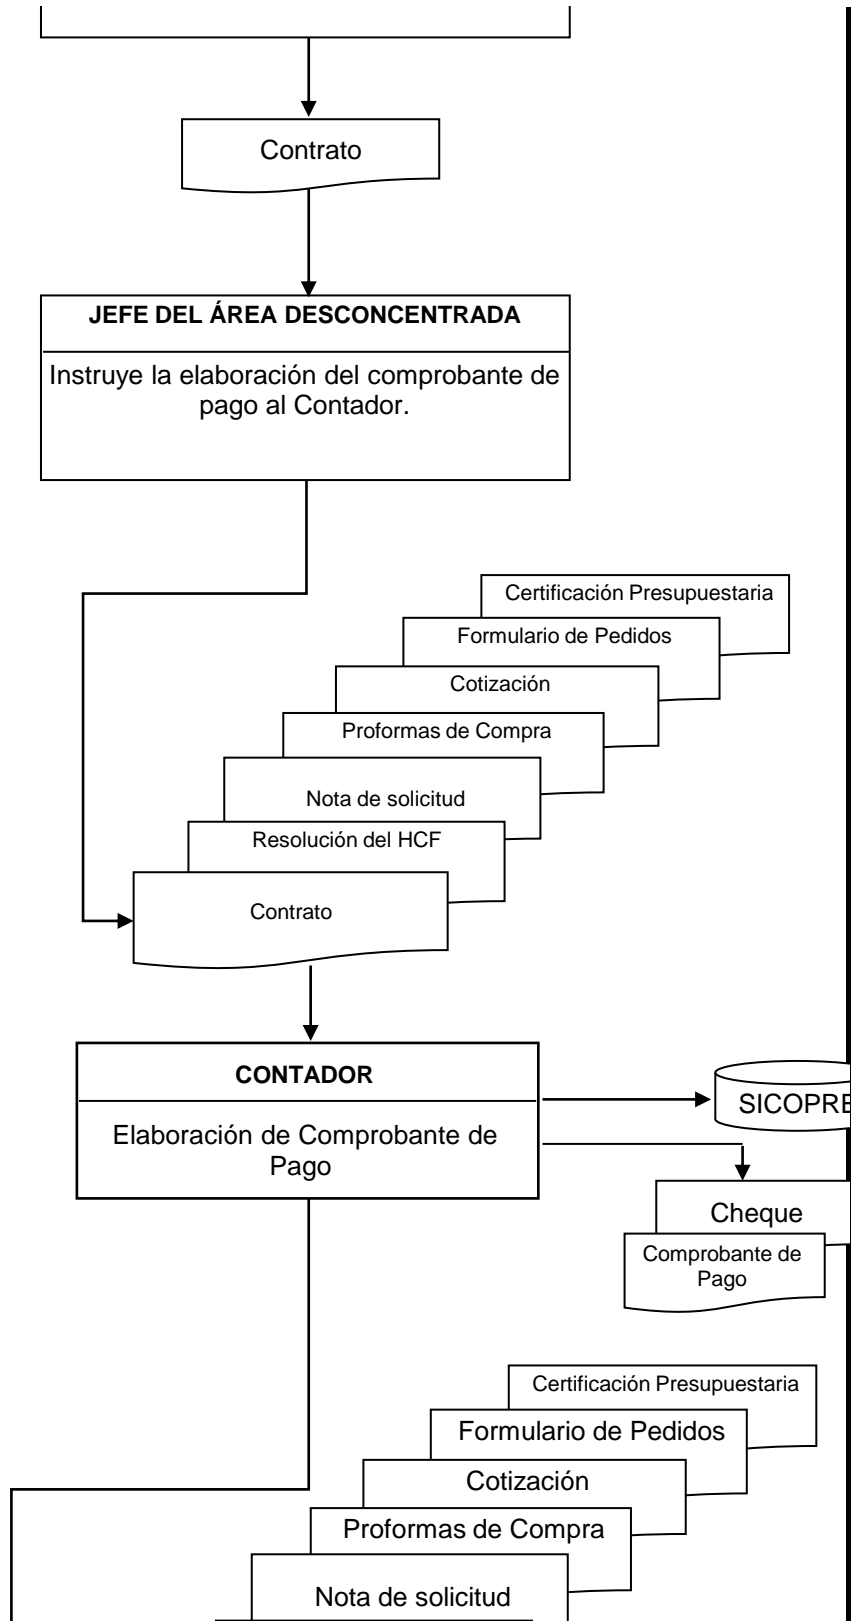 Contrato
JEFE DEL ÁREA DESCONCENTRADA
Instruye la elaboración del comprobante de
pago al Contador.
Certificación Presupuestaria
Formulario de Pedidos
Cotización
Proformas de Compra
Nota de solicitud
Resolución del HCF
Contrato
CONTADOR
Elaboración de Comprobante de
Pago
SICOPRE
Cheque
Comprobante de
Pago
Certificación Presupuestaria
Formulario de Pedidos
Cotización
Proformas de Compra
Nota de solicitud